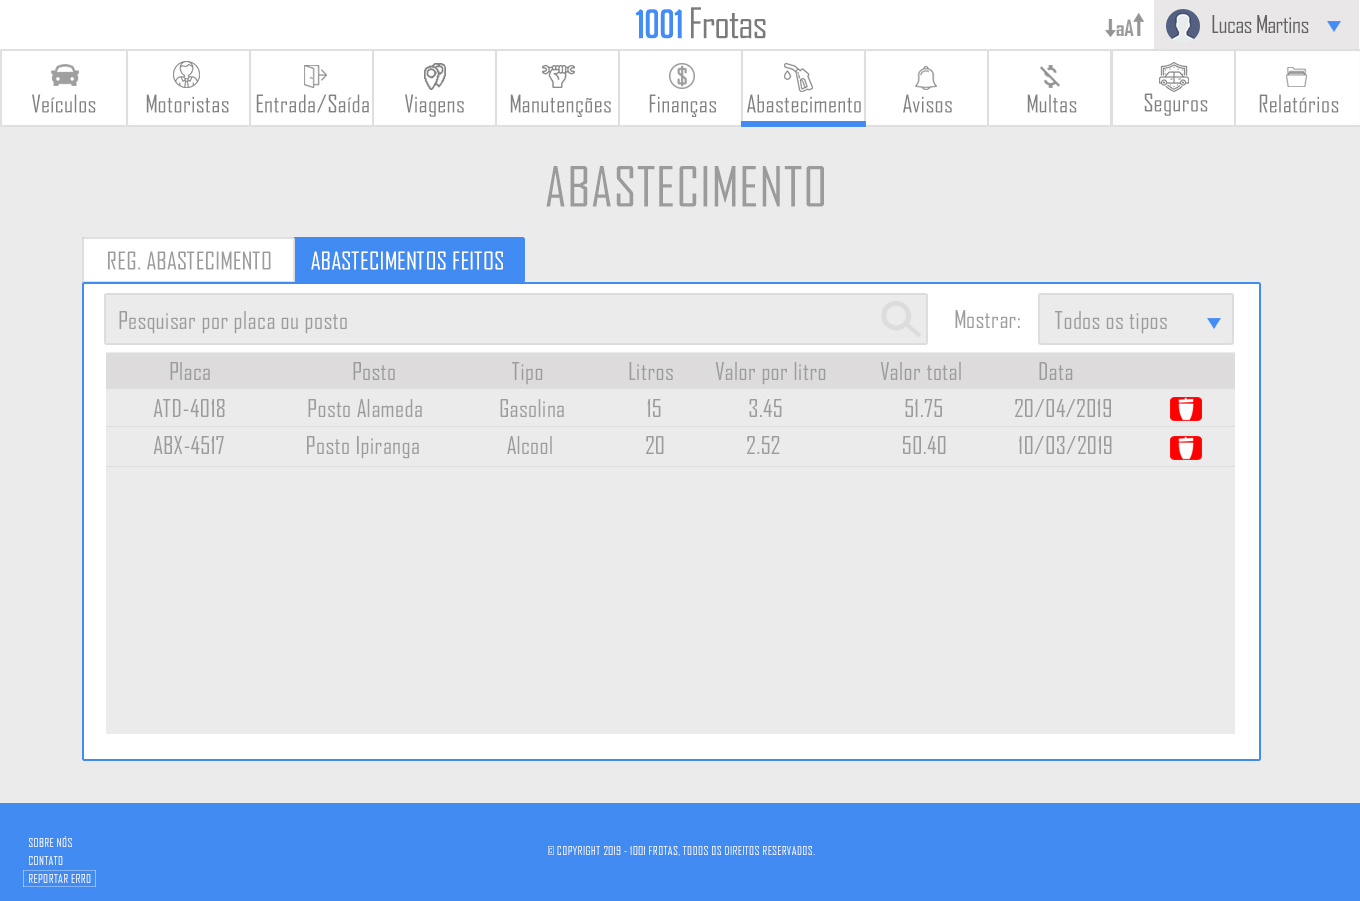 1001 Frotas
aA
Lucas Martins
Veículos Motoristas Entrada/Saída Viagens Manutenções Finanças Abastecimento Avisos Multas Seguros Relatórios
ABASTECIMENTO
REG. ABASTECIMENTO ABASTECIMENTOS FEITOS
Pesquisar por placa ou posto Mostrar: Todos os tipos
Placa Posto Tipo Litros Valor por litro Valor total Data
ATD-4018 Posto Alameda Gasolina 15 3.45 51.75 20/04/2019
ABX-4517 Posto Ipiranga Alcool 20 2.52 50.40 10/03/2019
SOBRE NÓS
CONTATO
REPORTAR ERRO
© COPYRIGHT 2019 - 1001 FROTAS, TODOS OS DIREITOS RESERVADOS.